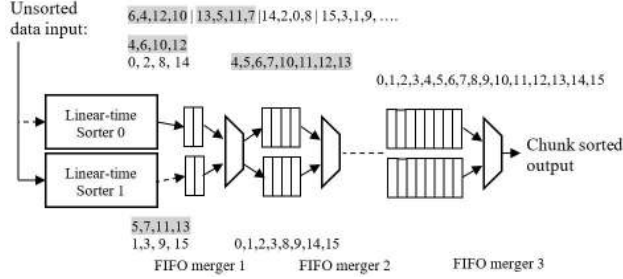 Unsorted
data input:
6,4,12,10 | 13,5,11,7 |14,2,0,8 | 15,3,1,9, ....
4,6,10,12
0, 2, 8, 14
4,5,6,7,10,11,12,13
0,1,2,3,4,5,6,7,8,9,10,11,12,13,14,15
Linear-time
Sorter 0
Linear-time
Sorter 1
Chunk sorted
output
5,7,11,13
1,3, 9, 15
0,1,2,3,8,9,14,15
FIFO merger 1
FIFO merger 2
FIFO merger 3